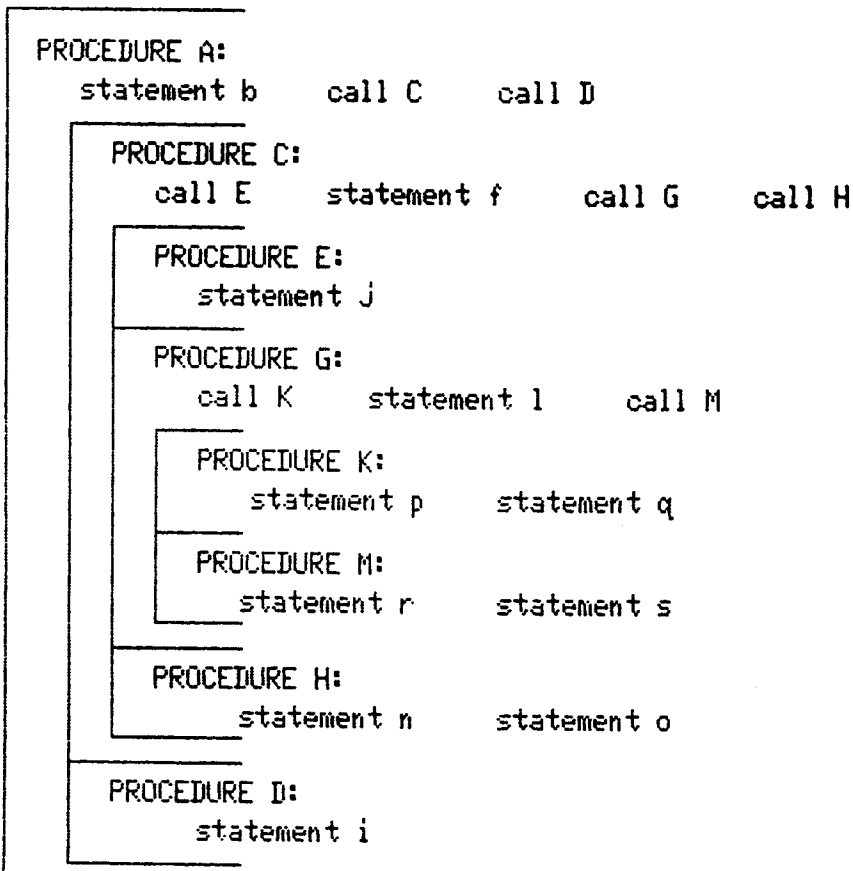 PROCEDURE A:
statement b call C call D
PROCEDURE C:
call E statement f call G call H
PROCEDURE E:
statement j
PROCEDURE G:
call K statement l call M
PROCEDURE K:
statement p statement q
PROCEDURE M:
statement r statement s
PROCEDURE H:
statement n statement o
PROCEDURE D:
statement i